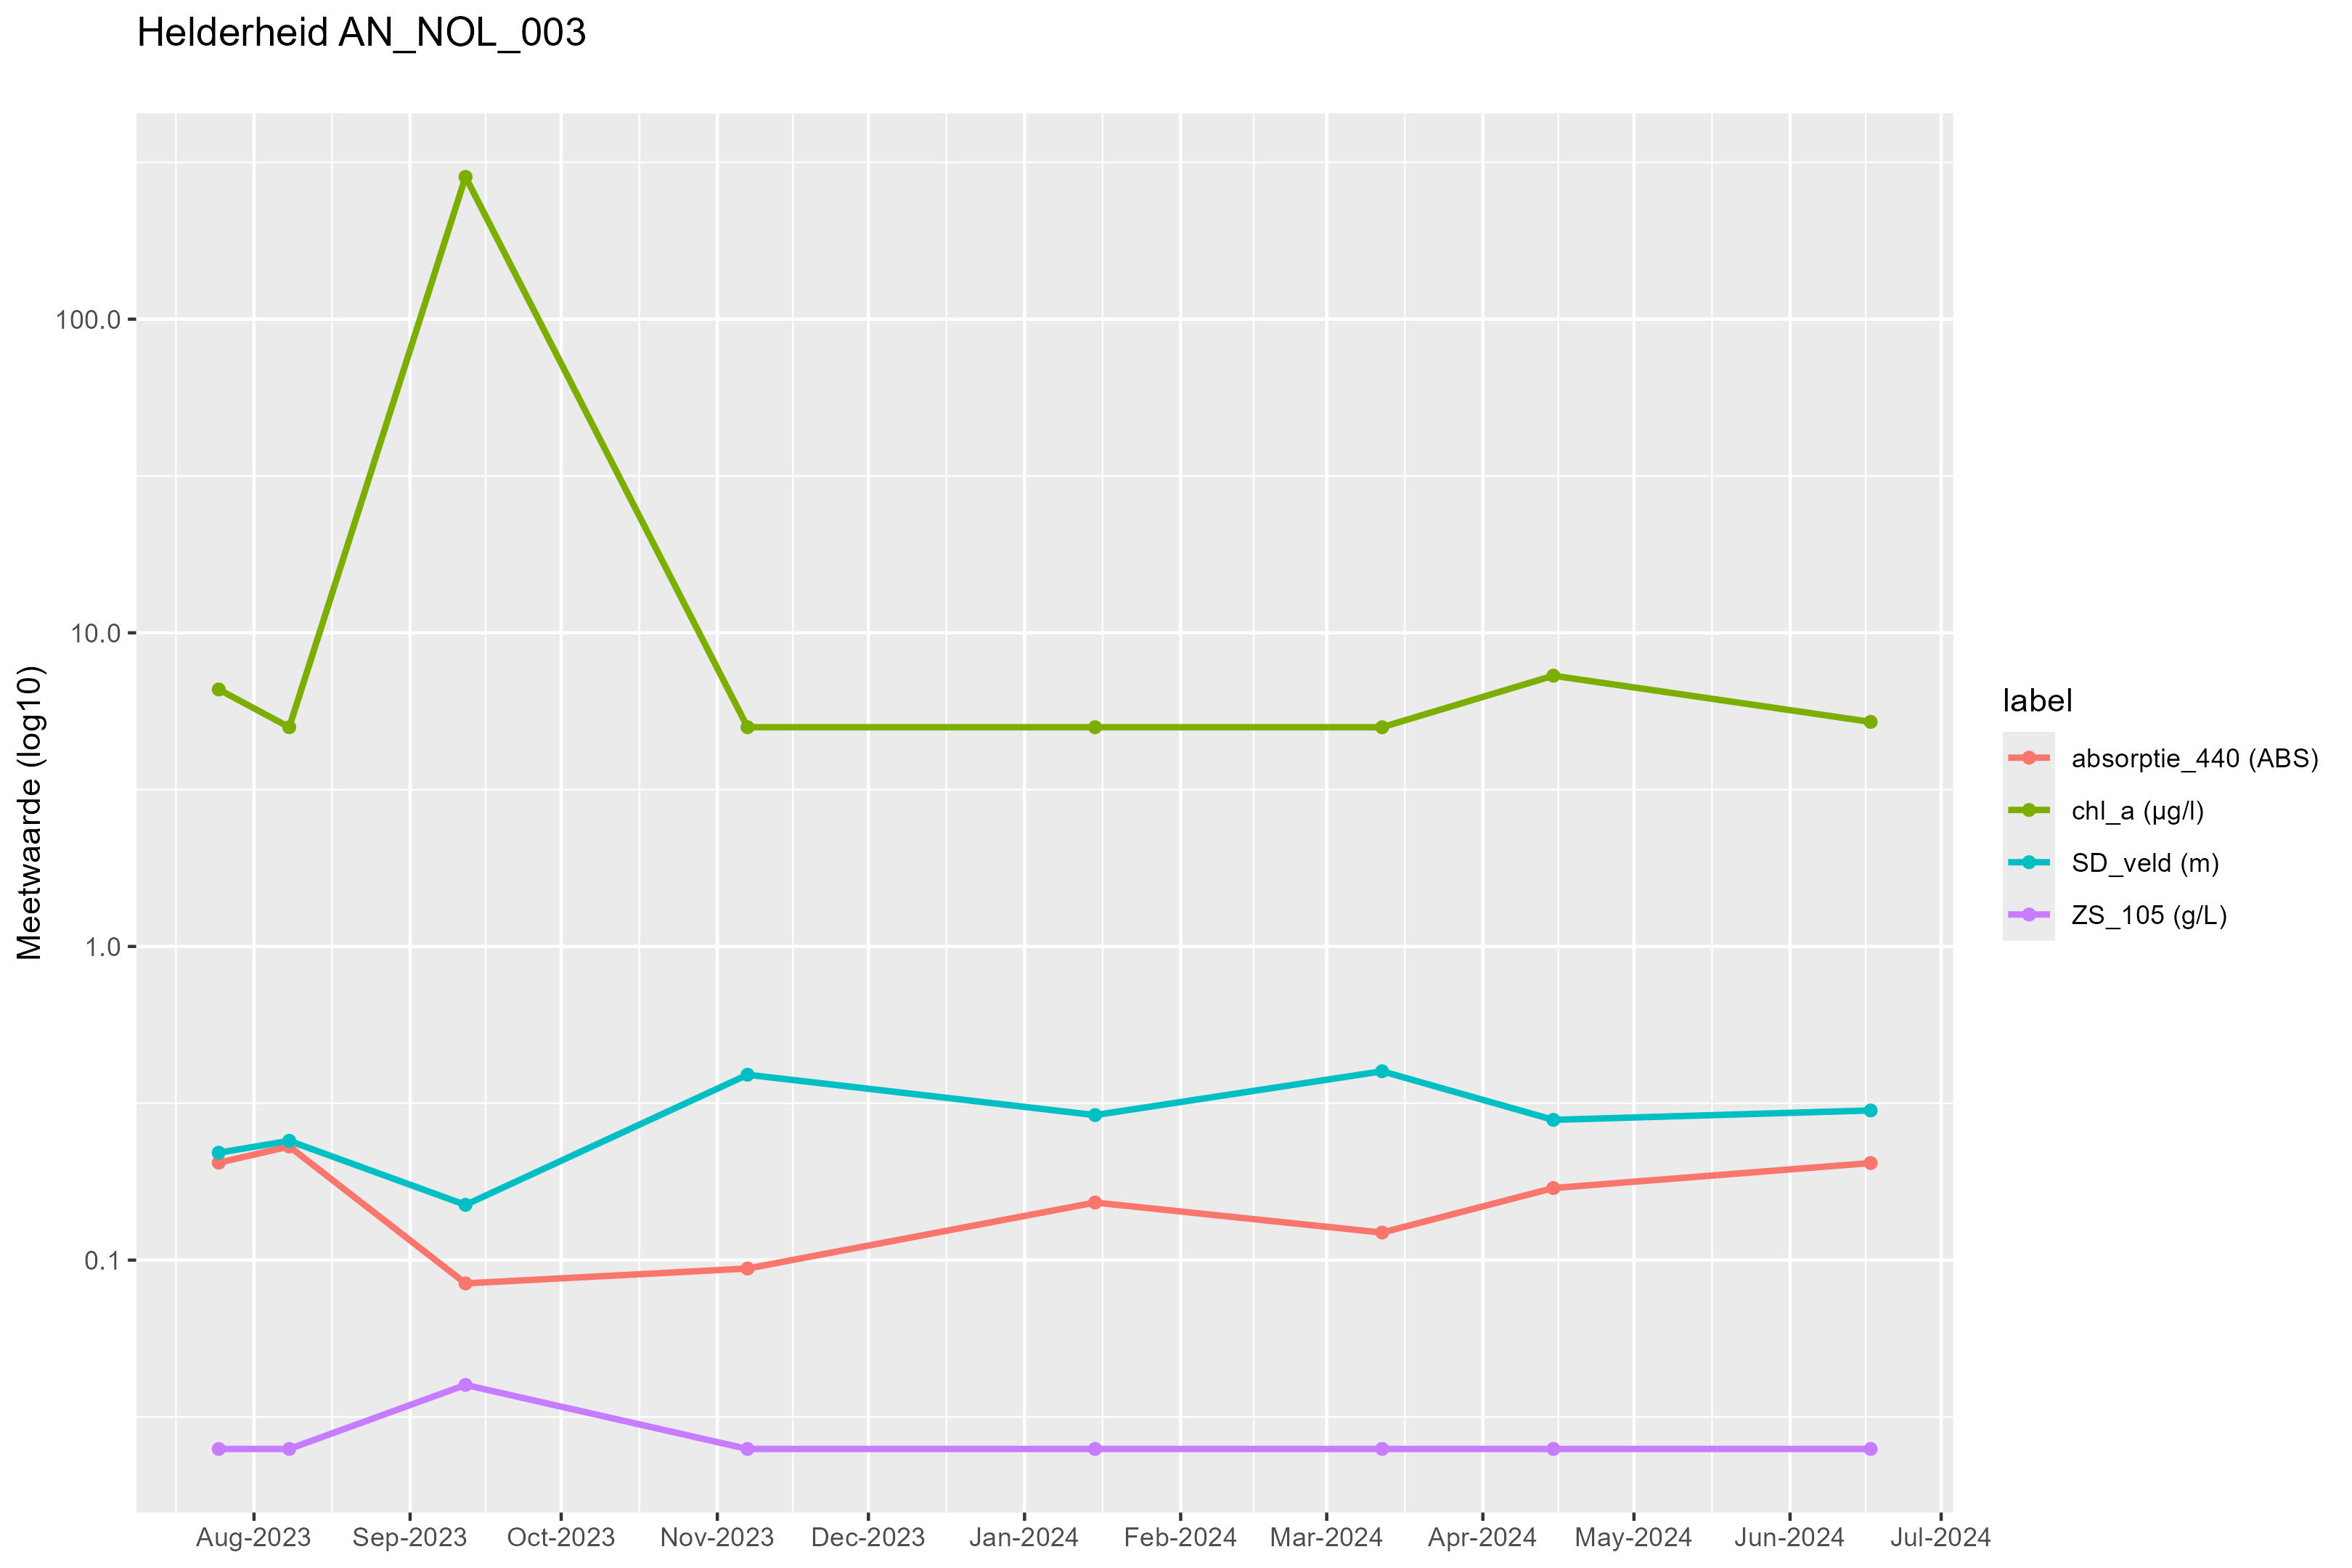 Helderheid AN_NOL_003
Meetwaarde (log10)
100.0
10.0
1.0
0.1
Aug-2023
Sep-2023
Oct-2023
Nov-2023
Dec-2023
Jan-2024
Feb-2024
Mar-2024
Apr-2024
May-2024
Jun-2024
Jul-2024
label
absorptie_440 (ABS)
chl_a (µg/l)
SD_veld (m)
ZS_105 (g/L)